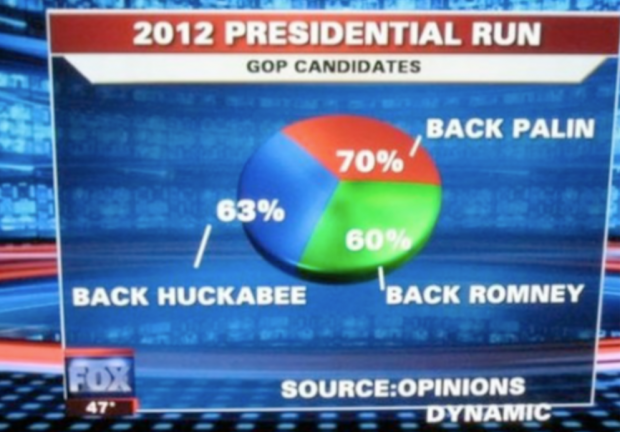 2012 PRESIDENTIAL RUN
GOP CANDIDATES
BACK PALIN
70%
63%
60%
BACK HUCKABEE
BACK ROMNEY
FOX
47°
SOURCE:OPINIONS
DYNAMIC